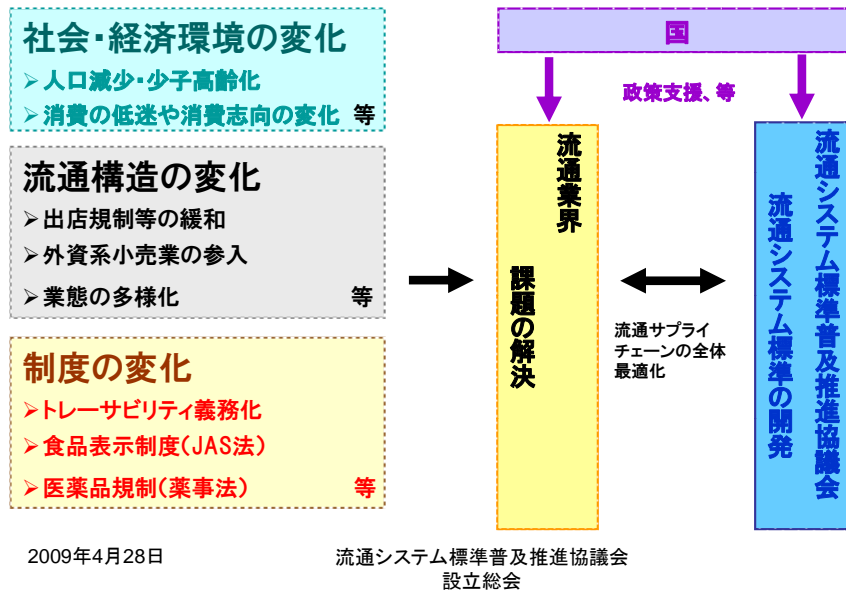 社会・経済環境の変化
➢人口減少・少子高齢化
➢消費の低迷や消費志向の変化 等
流通構造の変化
➢出店規制等の緩和
➢外資系小売業の参入
➢業態の多様化 等
制度の変化
➢トレーサビリティ義務化
➢食品表示制度(JAS法)
➢医薬品規制(薬事法) 等
国
政策支援、等
流通業界
課題の解決
流通サプライ
チェーンの全体
最適化
流通システム標準普及推進協議会
流通システム標準の開発
2009年4月28日
流通システム標準普及推進協議会
設立総会